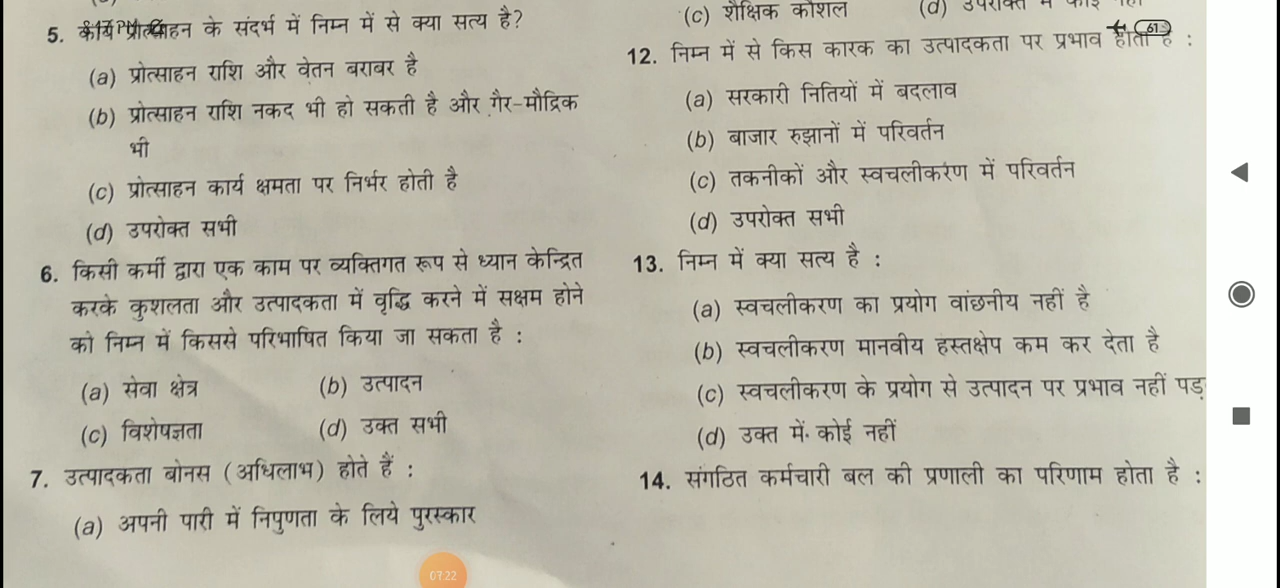 5. कार्य प्रोत्साहन के संदर्भ में निम्न में से क्या सत्य है?
(a) प्रोत्साहन राशि और वेतन बराबर है
(b) प्रोत्साहन राशि नकद भी हो सकती है और गैर-मौद्रिक
भी
(c) प्रोत्साहन कार्य क्षमता पर निर्भर होती है
(d) उपरोक्त सभी
6. किसी कर्मी द्वारा एक काम पर व्यक्तिगत रूप से ध्यान केन्द्रित
करके कुशलता और उत्पादकता में वृद्धि करने में सक्षम होने
को निम्न में किससे परिभाषित किया जा सकता है :
(a) सेवा क्षेत्र (b) उत्पादन
(c) विशेषज्ञता (d) उक्त सभी
7. उत्पादकता बोनस (अधिलाभ) होते हैं :
(a) अपनी पारी में निपुणता के लिये पुरस्कार
(c) शैक्षिक कौशल (d) उपरोक्त में कोई नहीं
12. निम्न में से किस कारक का उत्पादकता पर प्रभाव होता है :
61
(a) सरकारी नितियों में बदलाव
(b) बाजार रुझानों में परिवर्तन
(c) तकनीकों और स्वचलीकरण में परिवर्तन
(d) उपरोक्त सभी
13. निम्न में क्या सत्य है :
(a) स्वचलीकरण का प्रयोग वांछनीय नहीं है
(b) स्वचलीकरण मानवीय हस्तक्षेप कम कर देता है
(c) स्वचलीकरण के प्रयोग से उत्पादन पर प्रभाव नहीं पड़
(d) उक्त में कोई नहीं
14. संगठित कर्मचारी बल की प्रणाली का परिणाम होता है :
07:22